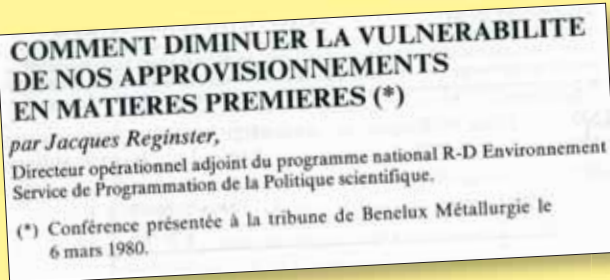 COMMENT DIMINUER LA VULNERABILITE
DE NOS APPROVISIONNEMENTS
EN MATIERES PREMIERES (*)
par Jacques Reginster,
Directeur opérationnel adjoint du programme national R-D Environnement
Service de Programmation de la Politique scientifique.
(*) Conférence présentée à la tribune de Benelux Métallurgie le
6 mars 1980.